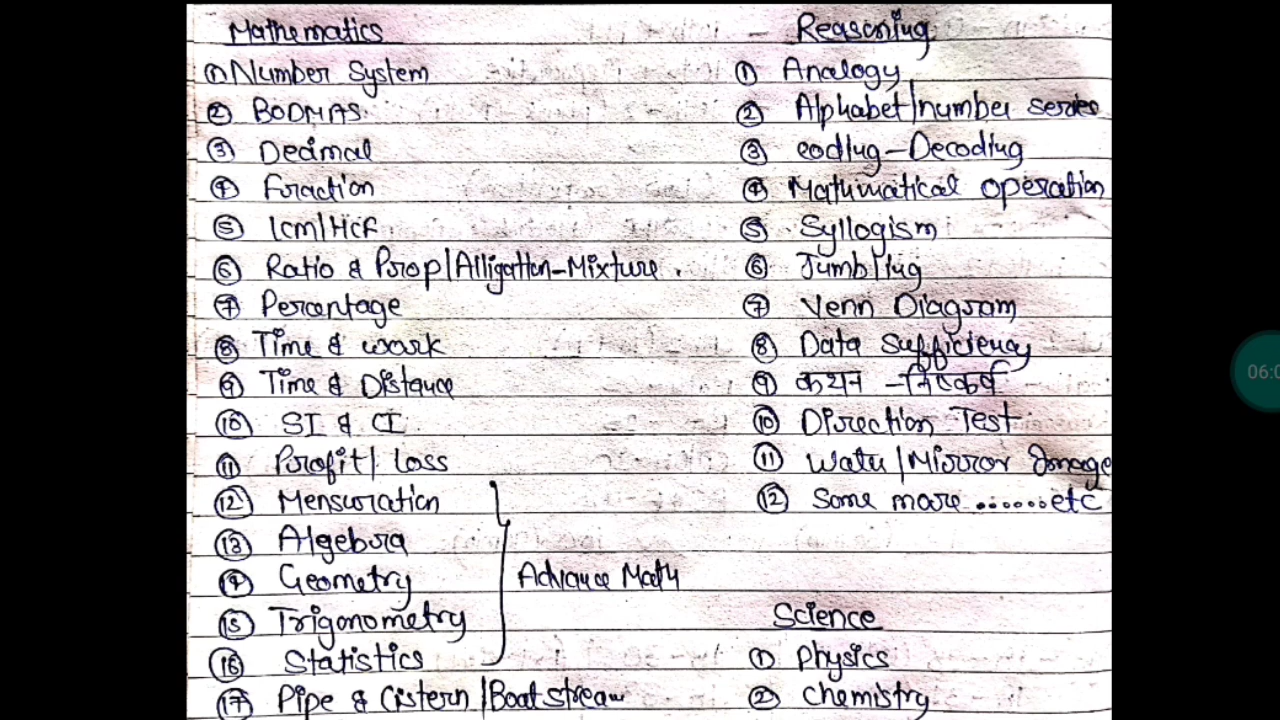 Mathematics
① Number System
② BODMAS
③ Decimal
④ Fraction
⑤ lcm/Hcf
⑥ Ratio & Prop/Alligation-Mixture
⑦ Percentage
⑧ Time & work
⑨ Time & Distance
⑩ SI & CI
⑪ Profit/Loss
⑫ Mensuration
⑬ Algebra
⑭ Geometry
⑮ Trigonometry
⑯ Statistics
Advance Math
⑰ Pipe & Cistern/Boat stream
Reasoning
① Analogy
② Alphabet/number series
③ coding-Decoding
④ Mathimatical operation
⑤ Syllogism
⑥ Jumbling
⑦ Venn Diagram
⑧ Data sufficiency
⑨ कथन - निष्कर्ष
⑩ Direction Test
⑪ Water/Mirror Image
⑫ Some more ......etc
Science
① Physics
② Chemistry
06:0